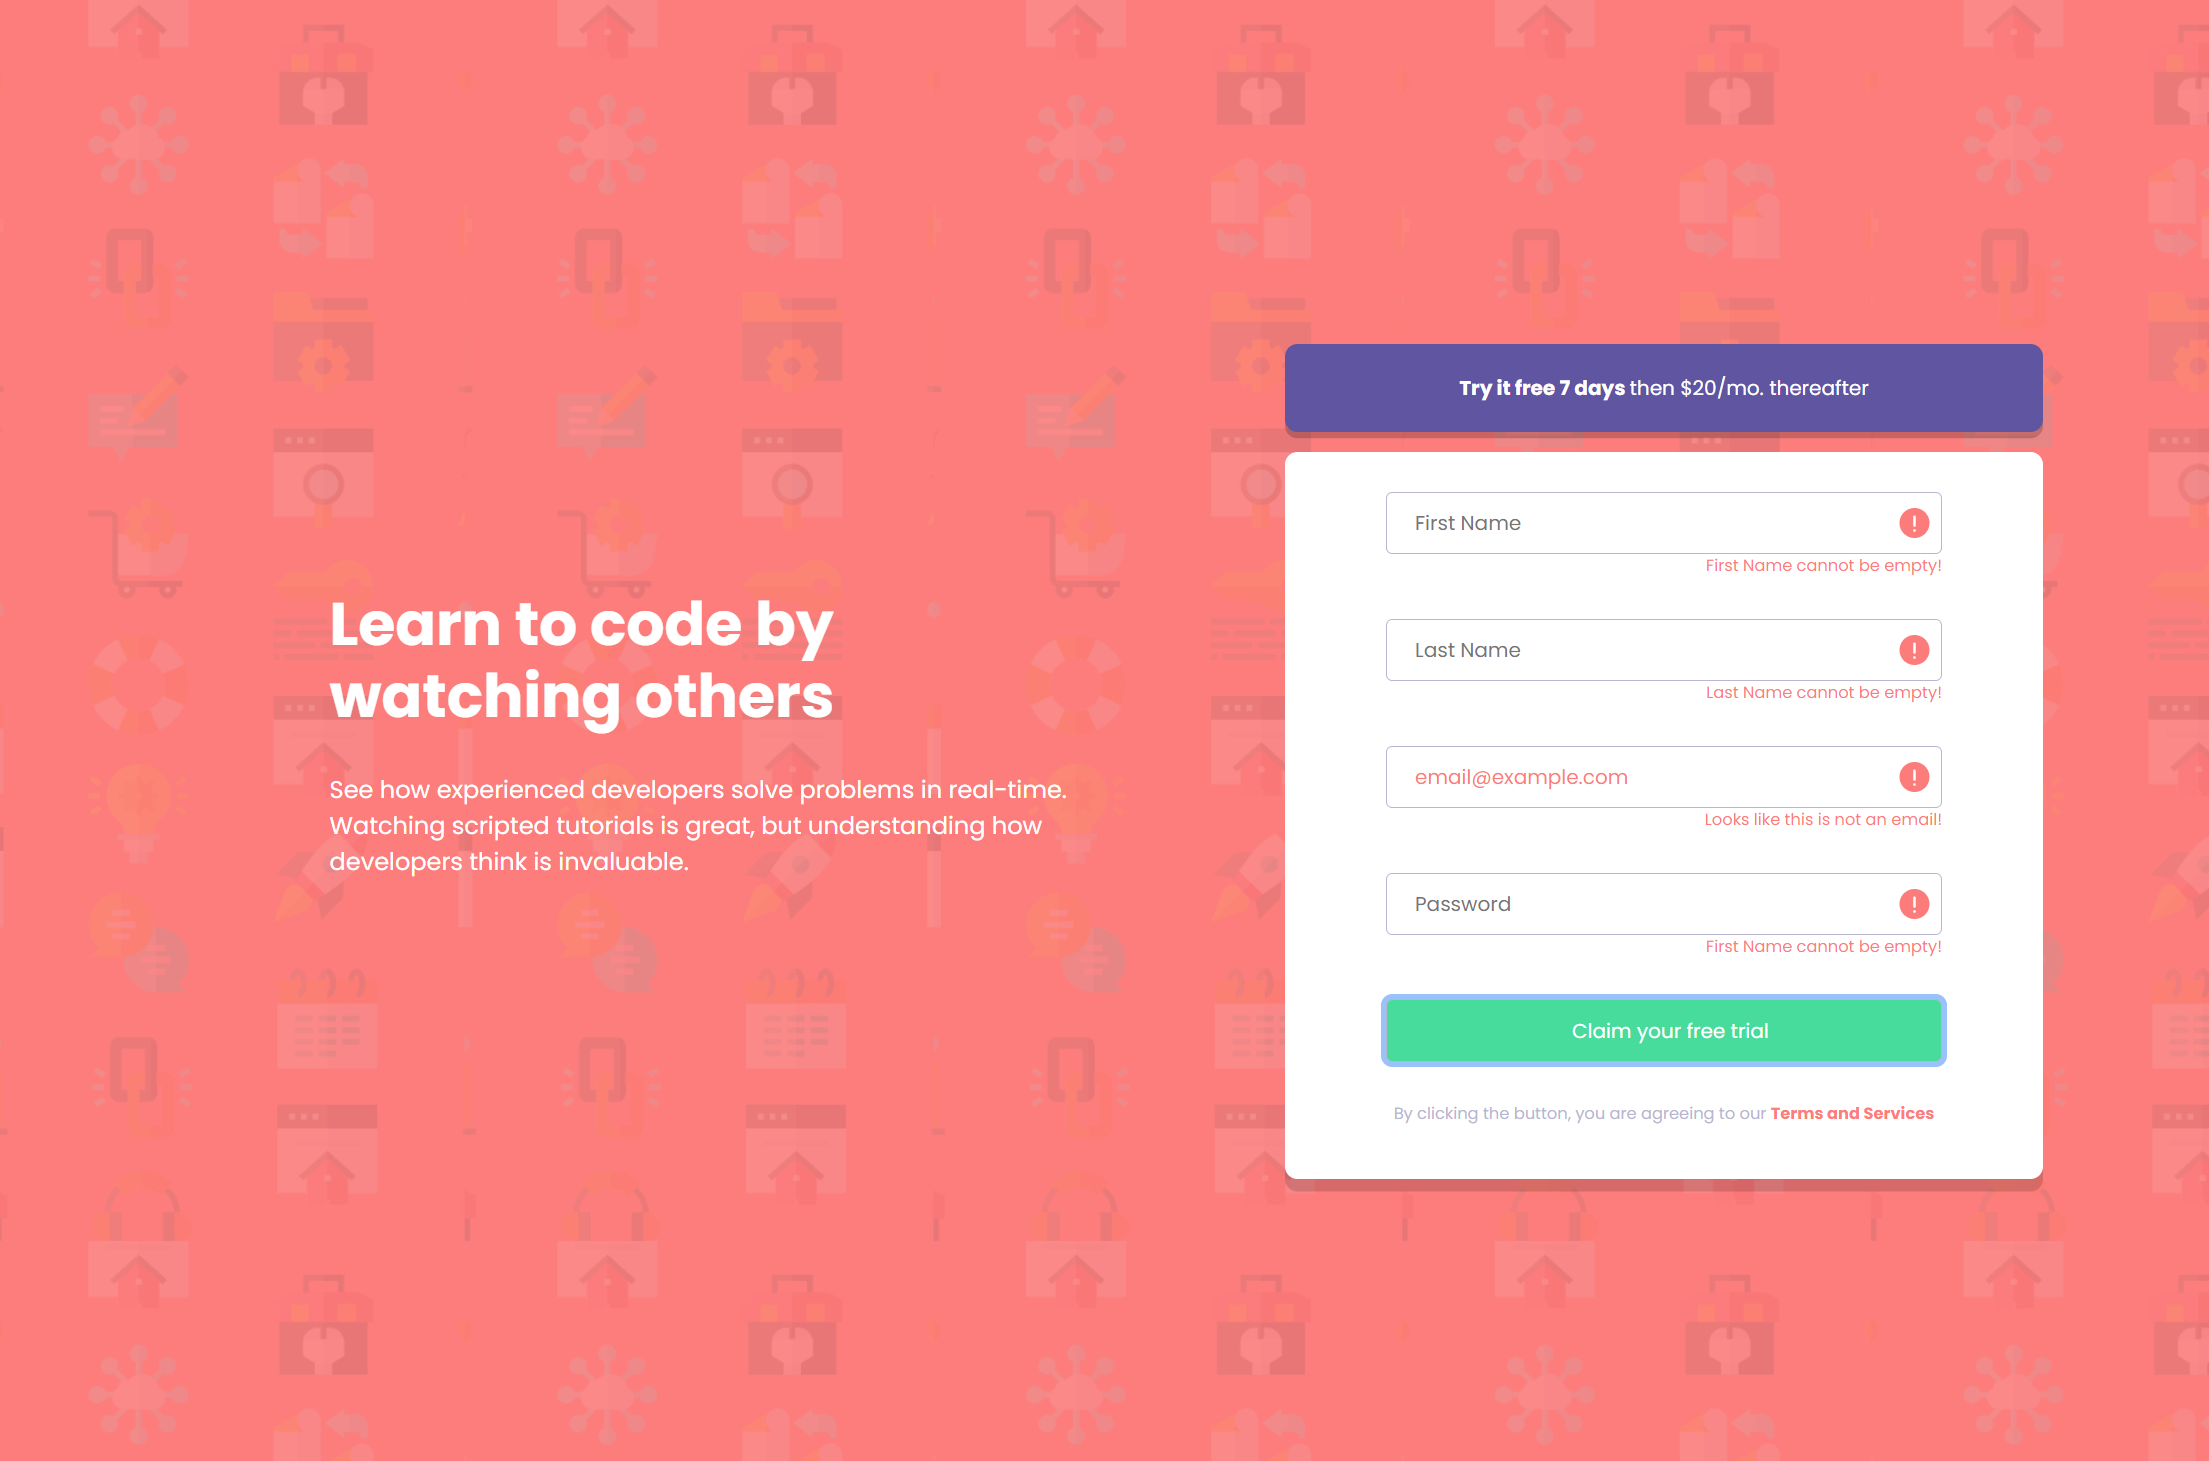 Learn to code by
watching others
See how experienced developers solve problems in real-time.
Watching scripted tutorials is great, but understanding how
developers think is invaluable.
Try it free 7 days then $20/mo. thereafter
First Name
First Name cannot be empty!
Last Name
Last Name cannot be empty!
email@example.com
Looks like this is not an email!
Password
First Name cannot be empty!
Claim your free trial
By clicking the button, you are agreeing to our Terms and Services